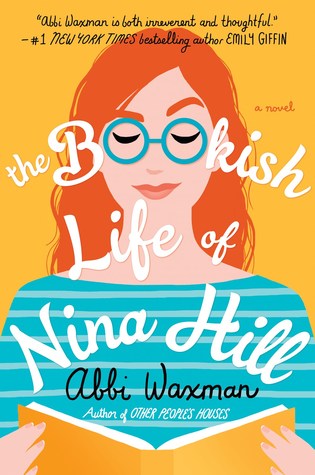 "Abbi Waxman is both irreverent and thoughtful."
—#1 NEW YORK TIMES bestselling author EMILY GIFFIN
a novel
the Bookish
Life of
Nina Hill
Abbi Waxman
Author of OTHER PEOPLE'S HOUSES